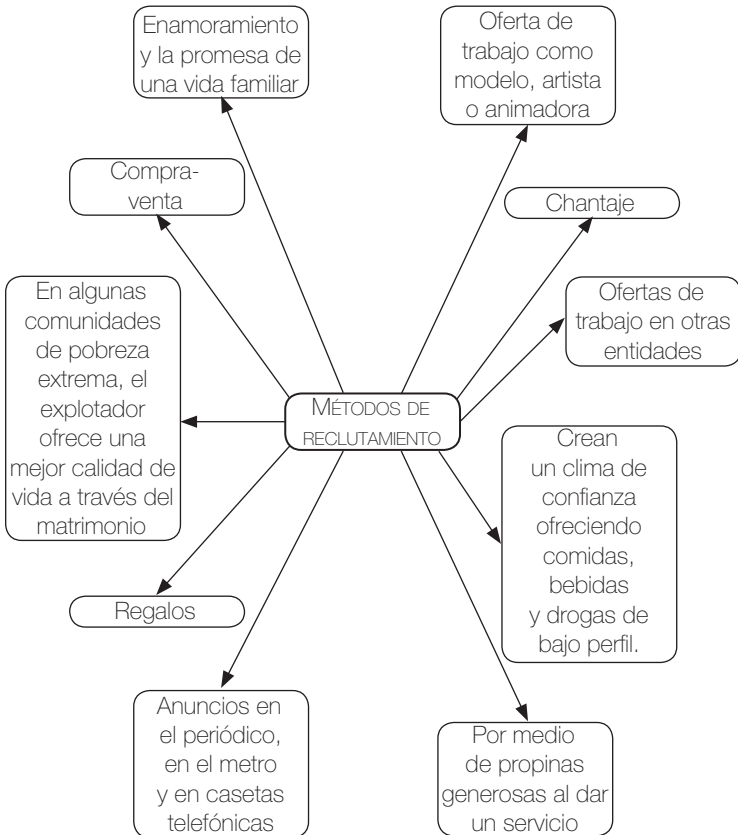 Enamoramiento
y la promesa de
una vida familiar
Oferta de
trabajo como
modelo, artista
o animadora
Compra-
venta
Chantaje
En algunas
comunidades
de pobreza
extrema, el
explotador
ofrece una
mejor calidad de
vida a través del
matrimonio
Ofertas de
trabajo en otras
entidades
MÉTODOS DE
RECLUTAMIENTO
Crean
un clima de
confianza
ofreciendo
comidas,
bebidas
y drogas de
bajo perfil.
Regalos
Anuncios en
el periódico,
en el metro
y en casetas
telefónicas
Por medio
de propinas
generosas al dar
un servicio